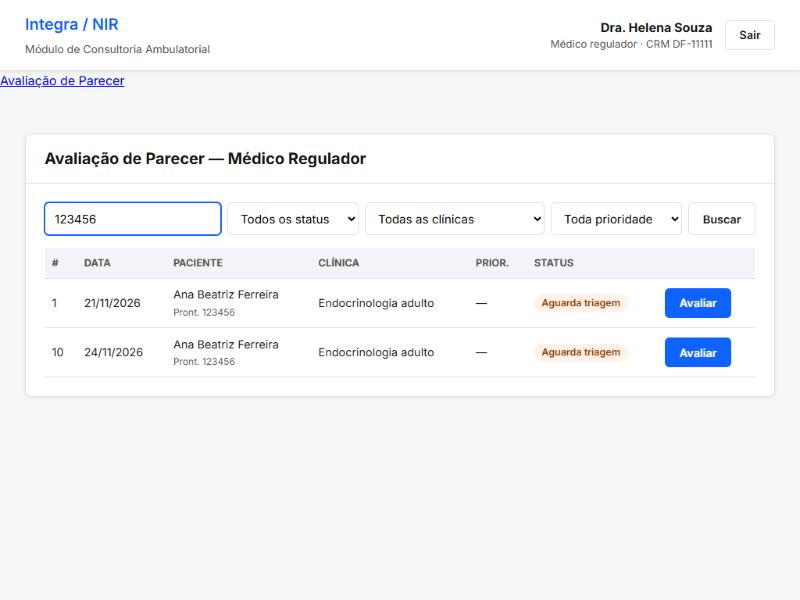 Integra / NIR
Módulo de Consultoria Ambulatorial
Dra. Helena Souza
Médico regulador · CRM DF-11111
Sair
Avaliação de Parecer
Avaliação de Parecer — Médico Regulador
123456 Todos os status Todas as clínicas Toda prioridade Buscar
# DATA PACIENTE CLÍNICA PRIOR. STATUS
1 21/11/2026 Ana Beatriz Ferreira Endocrinologia adulto — Aguarda triagem Avaliar
Pront. 123456
10 24/11/2026 Ana Beatriz Ferreira Endocrinologia adulto — Aguarda triagem Avaliar
Pront. 123456